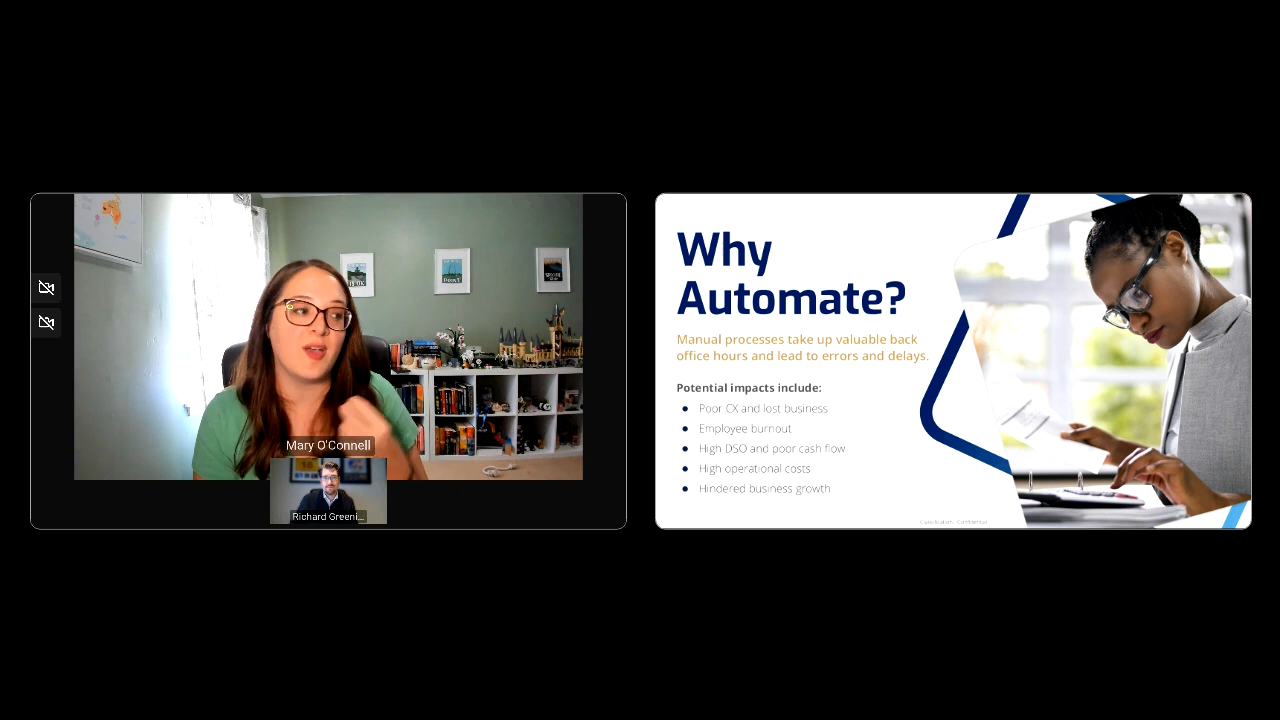 Mary O'Connell
Richard Greeni...
Why
Automate?
Manual processes take up valuable back
office hours and lead to errors and delays.
Potential impacts include:
● Poor CX and lost business
● Employee burnout
● High DSO and poor cash flow
● High operational costs
● Hindered business growth